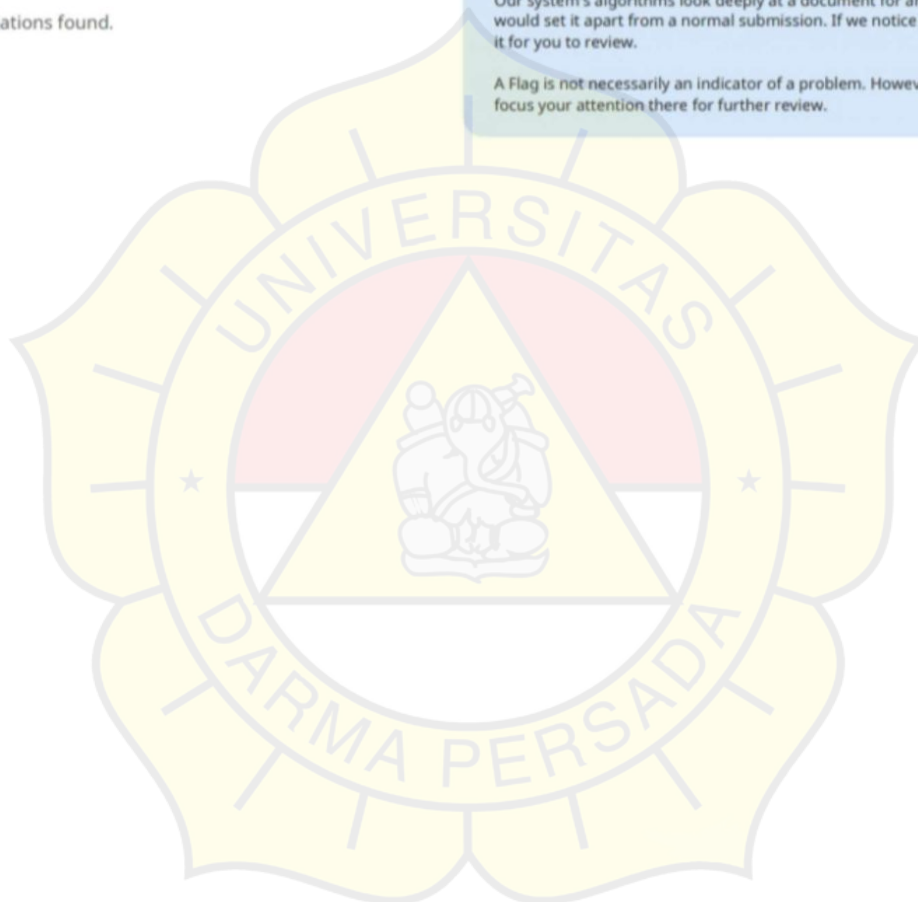 ations found.
Our system's algorithms look deeply at a document for
would set it apart from a normal submission. If we notice
it for you to review.
A Flag is not necessarily an indicator of a problem. Howev
focus your attention there for further review.
UNIVERSITAS
DARMA PERSADA